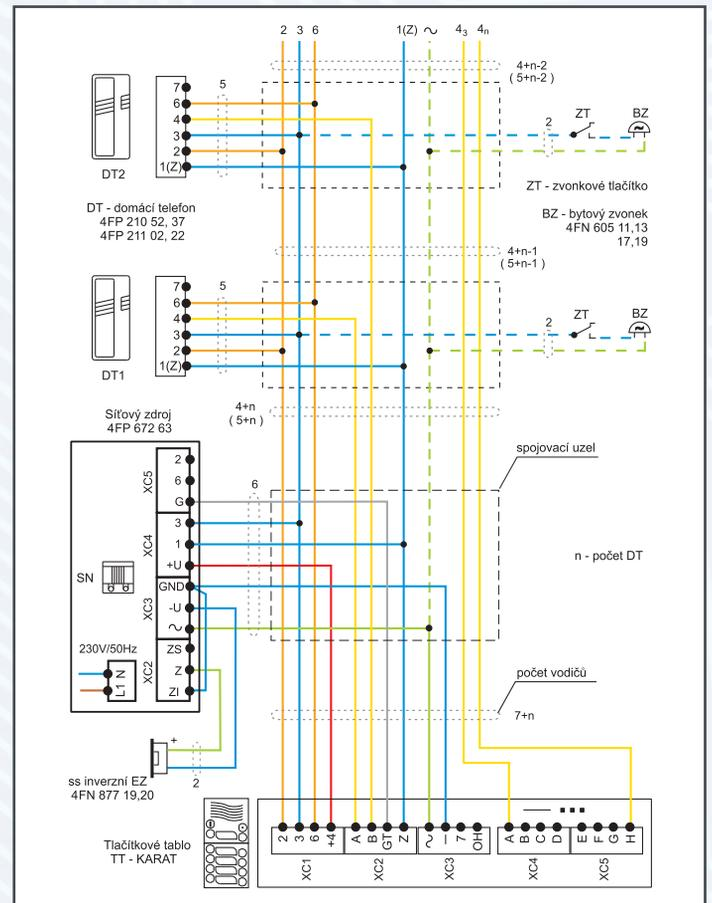 2 3 6 1(Z) ~ 4₃ 4ₙ
4+n-2
( 5+n-2 )
7
6
4
3
2
1(Z)
5
DT2
2
ZT
BZ
ZT - zvonkové tlačítko
DT - domácí telefon
4FP 210 52, 37
4FP 211 02, 22
BZ - bytový zvonek
4FN 605 11,13
17,19
4+n-1
( 5+n-1 )
7
6
4
3
2
1(Z)
5
DT1
2
ZT
BZ
4+n
( 5+n )
Síťový zdroj
4FP 672 63
spojovací uzel
XC5
2
6
G
6
XC4
3
1
+U
n - počet DT
SN
XC3
GND
-U
~
230V/50Hz
L1 N
XC2
ZS
Z
ZI
počet vodičů
7+n
+
2
ss inverzní EZ
4FN 877 19,20
Tlačítkové tablo
TT - KARAT
2 3 6 +4 A B GT Z ~ – 7 OH A B C D E F G H
XC1 XC2 XC3 XC4 XC5